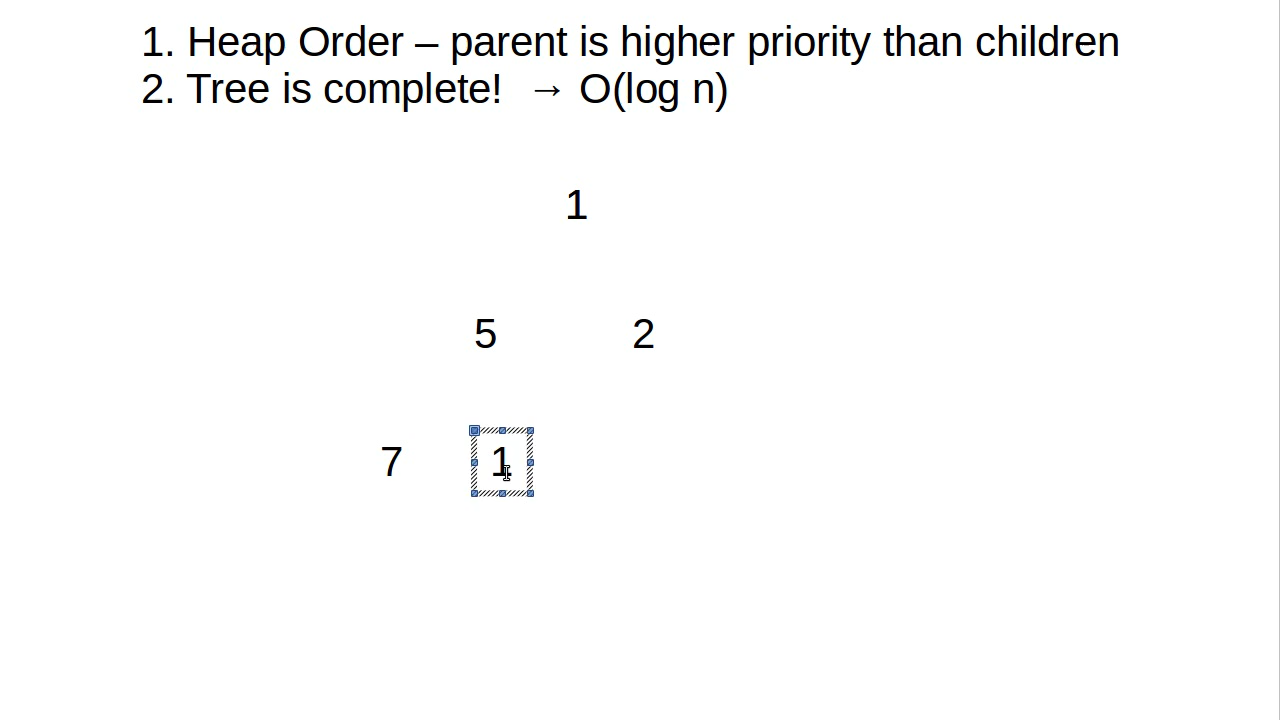 1. Heap Order – parent is higher priority than children
2. Tree is complete! → O(log n)
1
5 2
7 1